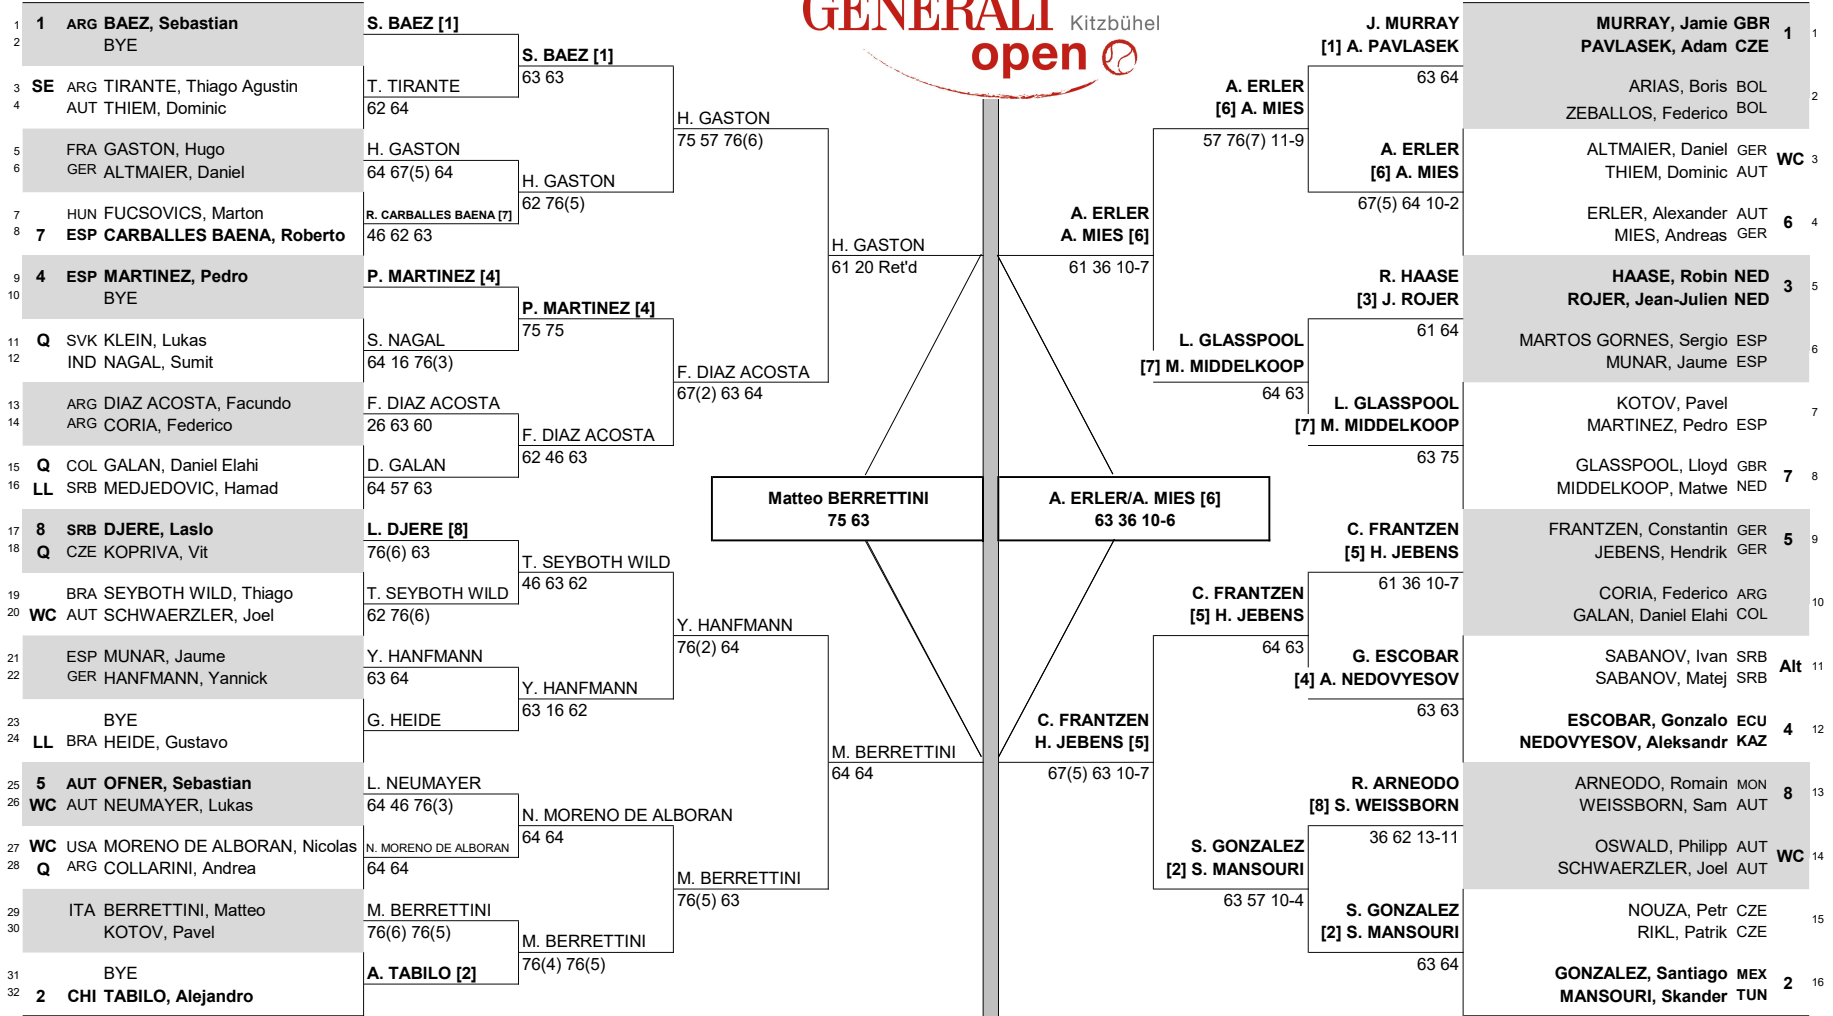 GENERALI Kitzbühel
open
1 1 ARG BAEZ, Sebastian
2 BYE
3 SE ARG TIRANTE, Thiago Agustin
4 AUT THIEM, Dominic
5 FRA GASTON, Hugo
6 GER ALTMAIER, Daniel
7 HUN FUCSOVICS, Marton
8 7 ESP CARBALLES BAENA, Roberto
9 4 ESP MARTINEZ, Pedro
10 BYE
11 Q SVK KLEIN, Lukas
12 IND NAGAL, Sumit
13 ARG DIAZ ACOSTA, Facundo
14 ARG CORIA, Federico
15 Q COL GALAN, Daniel Elahi
16 LL SRB MEDJEDOVIC, Hamad
17 8 SRB DJERE, Laslo
18 Q CZE KOPRIVA, Vit
19 BRA SEYBOTH WILD, Thiago
20 WC AUT SCHWAERZLER, Joel
21 ESP MUNAR, Jaume
22 GER HANFMANN, Yannick
23 BYE
24 LL BRA HEIDE, Gustavo
25 5 AUT OFNER, Sebastian
26 WC AUT NEUMAYER, Lukas
27 WC USA MORENO DE ALBORAN, Nicolas
28 Q ARG COLLARINI, Andrea
29 ITA BERRETTINI, Matteo
30 KOTOV, Pavel
31 BYE
32 2 CHI TABILO, Alejandro
S. BAEZ [1]
T. TIRANTE
62 64
H. GASTON
64 67(5) 64
R. CARBALLES BAENA [7]
46 62 63
P. MARTINEZ [4]
S. NAGAL
64 16 76(3)
F. DIAZ ACOSTA
26 63 60
D. GALAN
64 57 63
L. DJERE [8]
76(6) 63
T. SEYBOTH WILD
62 76(6)
Y. HANFMANN
63 64
G. HEIDE
L. NEUMAYER
64 46 76(3)
N. MORENO DE ALBORAN
64 64
M. BERRETTINI
76(6) 76(5)
A. TABILO [2]
S. BAEZ [1]
63 63
H. GASTON
62 76(5)
P. MARTINEZ [4]
75 75
F. DIAZ ACOSTA
62 46 63
T. SEYBOTH WILD
46 63 62
Y. HANFMANN
63 16 62
N. MORENO DE ALBORAN
64 64
M. BERRETTINI
76(4) 76(5)
H. GASTON
75 57 76(6)
F. DIAZ ACOSTA
67(2) 63 64
Y. HANFMANN
76(2) 64
M. BERRETTINI
76(5) 63
H. GASTON
61 20 Ret'd
M. BERRETTINI
64 64
Matteo BERRETTINI
75 63
A. ERLER/A. MIES [6]
63 36 10-6
A. ERLER
A. MIES [6]
61 36 10-7
C. FRANTZEN
H. JEBENS [5]
67(5) 63 10-7
A. ERLER
[6] A. MIES
57 76(7) 11-9
L. GLASSPOOL
[7] M. MIDDELKOOP
64 63
C. FRANTZEN
[5] H. JEBENS
64 63
S. GONZALEZ
[2] S. MANSOURI
63 57 10-4
J. MURRAY
[1] A. PAVLASEK
63 64
A. ERLER
[6] A. MIES
67(5) 64 10-2
R. HAASE
[3] J. ROJER
61 64
L. GLASSPOOL
[7] M. MIDDELKOOP
63 75
C. FRANTZEN
[5] H. JEBENS
61 36 10-7
G. ESCOBAR
[4] A. NEDOVYESOV
63 63
R. ARNEODO
[8] S. WEISSBORN
36 62 13-11
S. GONZALEZ
[2] S. MANSOURI
63 64
MURRAY, Jamie GBR
PAVLASEK, Adam CZE
1 1
ARIAS, Boris BOL
ZEBALLOS, Federico BOL
2
ALTMAIER, Daniel GER
THIEM, Dominic AUT
WC 3
ERLER, Alexander AUT
MIES, Andreas GER
6 4
HAASE, Robin NED
ROJER, Jean-Julien NED
3 5
MARTOS GORNES, Sergio ESP
MUNAR, Jaume ESP
6
KOTOV, Pavel
MARTINEZ, Pedro ESP
7
GLASSPOOL, Lloyd GBR
MIDDELKOOP, Matwe NED
7 8
FRANTZEN, Constantin GER
JEBENS, Hendrik GER
5 9
CORIA, Federico ARG
GALAN, Daniel Elahi COL
10
SABANOV, Ivan SRB
SABANOV, Matej SRB
Alt 11
ESCOBAR, Gonzalo ECU
NEDOVYESOV, Aleksandr KAZ
4 12
ARNEODO, Romain MON
WEISSBORN, Sam AUT
8 13
OSWALD, Philipp AUT
SCHWAERZLER, Joel AUT
WC 14
NOUZA, Petr CZE
RIKL, Patrik CZE
15
GONZALEZ, Santiago MEX
MANSOURI, Skander TUN
2 16